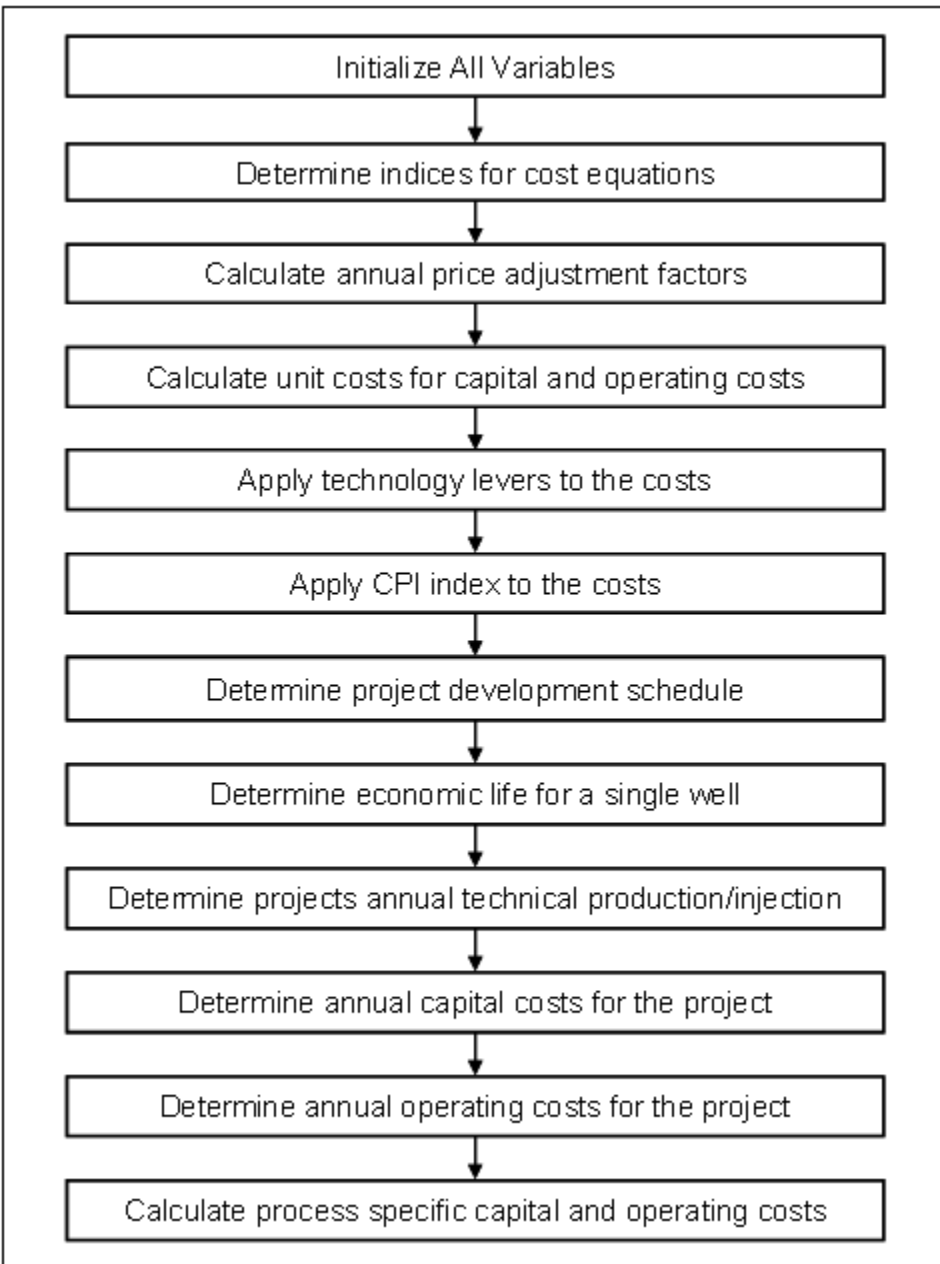 Initialize All Variables
Determine indices for cost equations
Calculate annual price adjustment factors
Calculate unit costs for capital and operating costs
Apply technology levers to the costs
Apply CPI index to the costs
Determine project development schedule
Determine economic life for a single well
Determine projects annual technical production/injection
Determine annual capital costs for the project
Determine annual operating costs for the project
Calculate process specific capital and operating costs